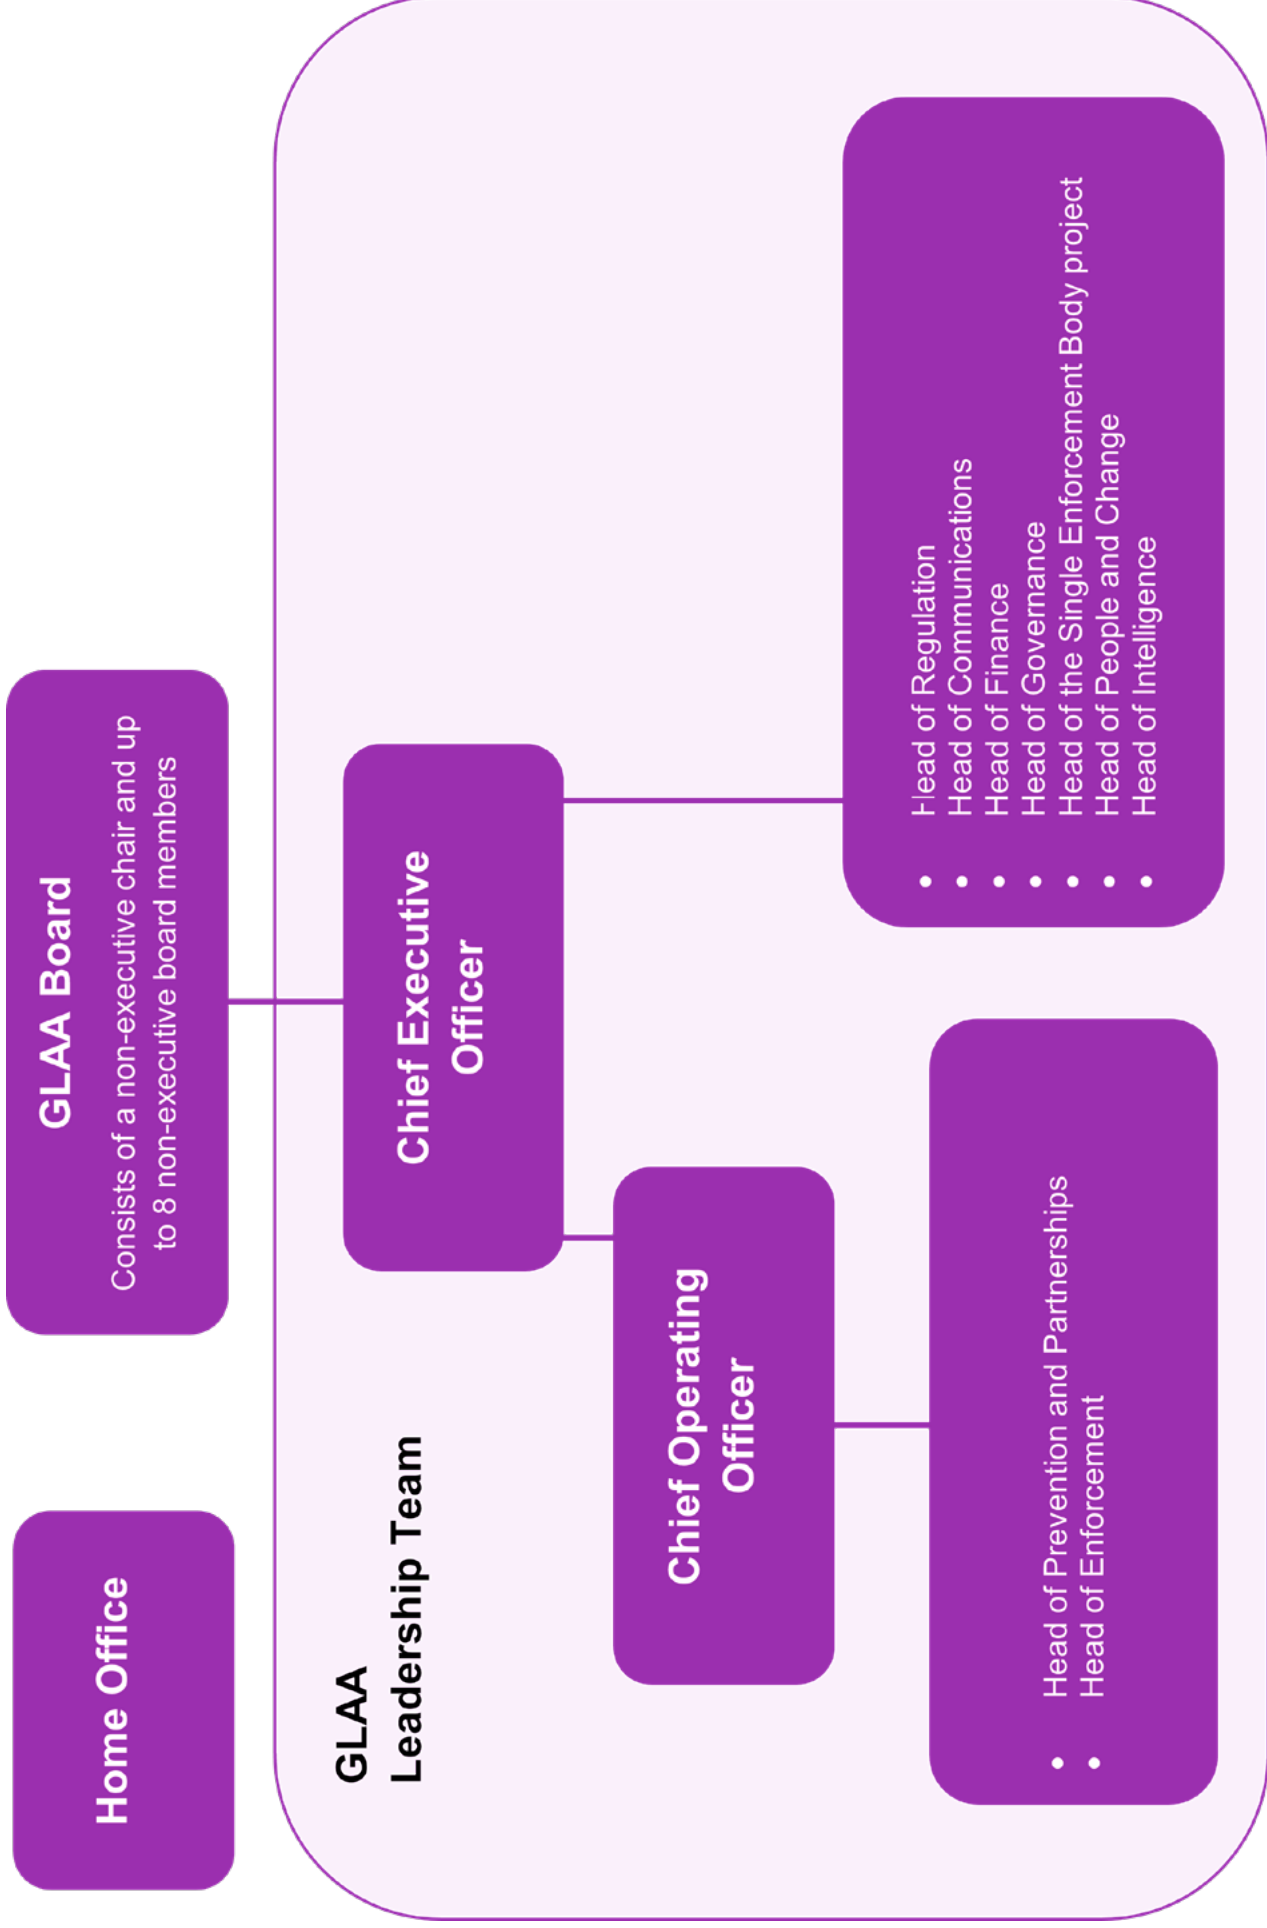 Home Office
GLAA Board
Consists of a non-executive chair and up
to 8 non-executive board members
GLAA
Leadership Team
Chief Executive
Officer
Chief Operating
Officer
• Head of Prevention and Partnerships
• Head of Enforcement
• Head of Regulation
• Head of Communications
• Head of Finance
• Head of Governance
• Head of the Single Enforcement Body project
• Head of People and Change
• Head of Intelligence